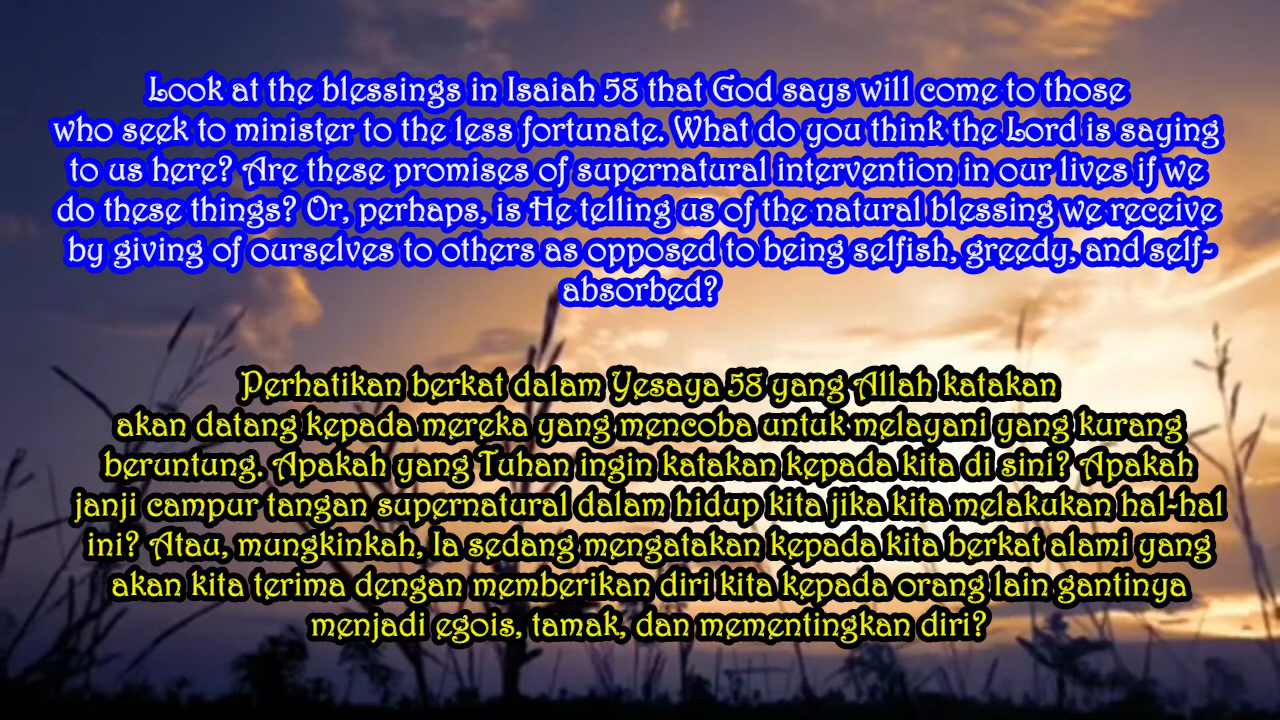 Look at the blessings in Isaiah 58 that God says will come to those
who seek to minister to the less fortunate. What do you think the Lord is saying
to us here? Are these promises of supernatural intervention in our lives if we
do these things? Or, perhaps, is He telling us of the natural blessing we receive
by giving of ourselves to others as opposed to being selfish, greedy, and self-
absorbed?
Perhatikan berkat dalam Yesaya 58 yang Allah katakan
akan datang kepada mereka yang mencoba untuk melayani yang kurang
beruntung. Apakah yang Tuhan ingin katakan kepada kita di sini? Apakah
janji campur tangan supernatural dalam hidup kita jika kita melakukan hal-hal
ini? Atau, mungkinkah, Ia sedang mengatakan kepada kita berkat alami yang
akan kita terima dengan memberikan diri kita kepada orang lain gantinya
menjadi egois, tamak, dan mementingkan diri?